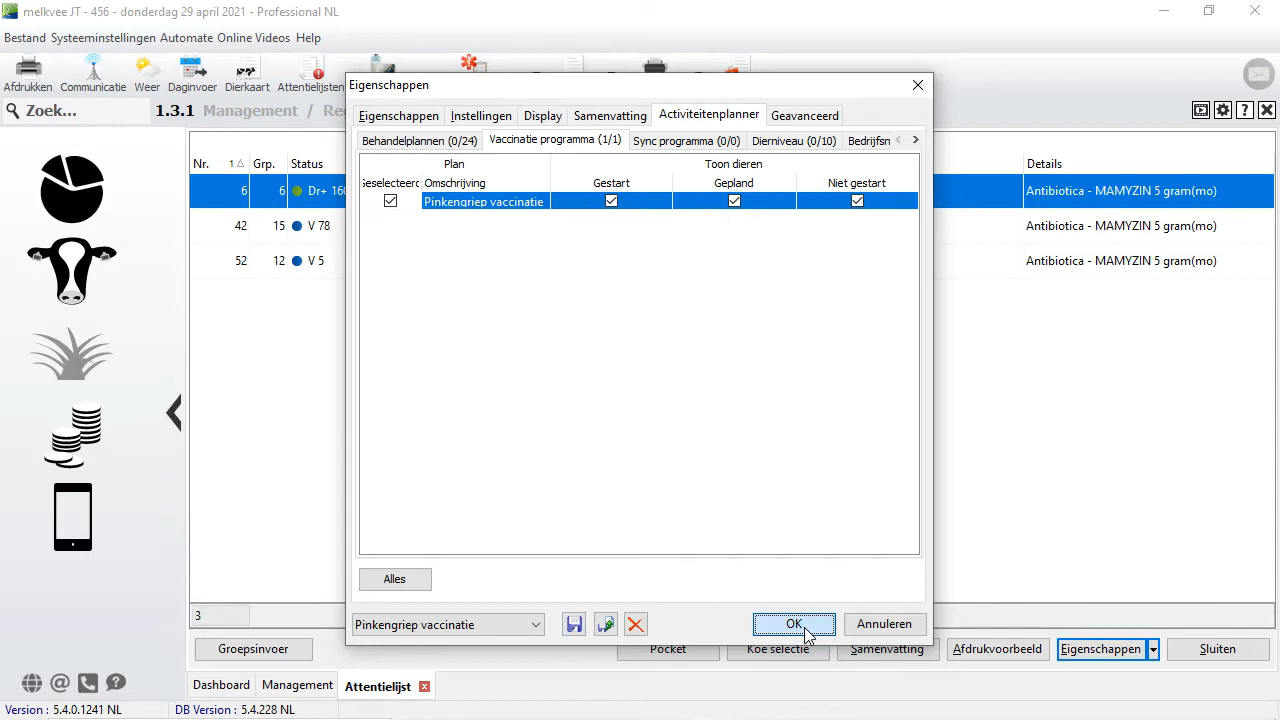 melkvee JT - 456 - donderdag 29 april 2021 - Professional NL
Bestand Systeeminstellingen Automate Online Videos Help
Afdrukken Communicatie Weer Daginvoer Dierkaart Attentielijsten
Zoek... 1.3.1 Management / Re
Eigenschappen
Eigenschappen Instellingen Display Samenvatting Activiteitenplanner Geavanceerd
Behandelplannen (0/24) Vaccinatie programma (1/1) Sync programma (0/0) Dierniveau (0/10) Bedrijfsn
Plan Toon dieren
Geselecteerd Omschrijving Gestart Gepland Niet gestart
Pinkengriep vaccinatie
Nr. 1 Grp. Status Details
6 6 Dr+ 160 Antibiotica - MAMYZIN 5 gram(mo)
42 15 V 78 Antibiotica - MAMYZIN 5 gram(mo)
52 12 V 5 Antibiotica - MAMYZIN 5 gram(mo)
Alles
3
Pinkengriep vaccinatie OK Annuleren
Groepsinvoer Pocket Koe selectie Samenvatting Afdrukvoorbeeld Eigenschappen Sluiten
Dashboard Management Attentielijst
Version : 5.4.0.1241 NL DB Version : 5.4.228 NL